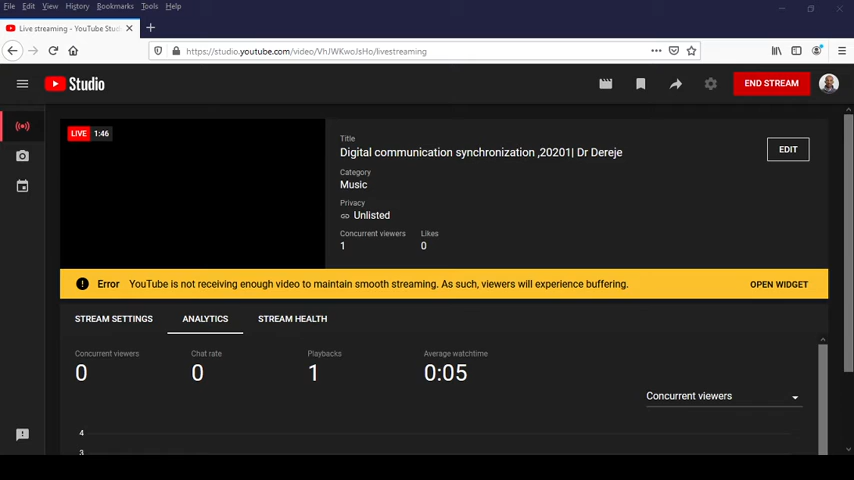 File Edit View History Bookmarks Tools Help
Live streaming - YouTube Stud
https://studio.youtube.com/video/VhJWKwoJsHo/livestreaming
Studio
END STREAM
LIVE 1:46
Title
Digital communication synchronization ,20201| Dr Dereje
EDIT
Category
Music
Privacy
Unlisted
Concurrent viewers Likes
1 0
Error YouTube is not receiving enough video to maintain smooth streaming. As such, viewers will experience buffering. OPEN WIDGET
STREAM SETTINGS ANALYTICS STREAM HEALTH
Concurrent viewers Chat rate Playbacks Average watchtime
0 0 1 0:05
Concurrent viewers
4
3